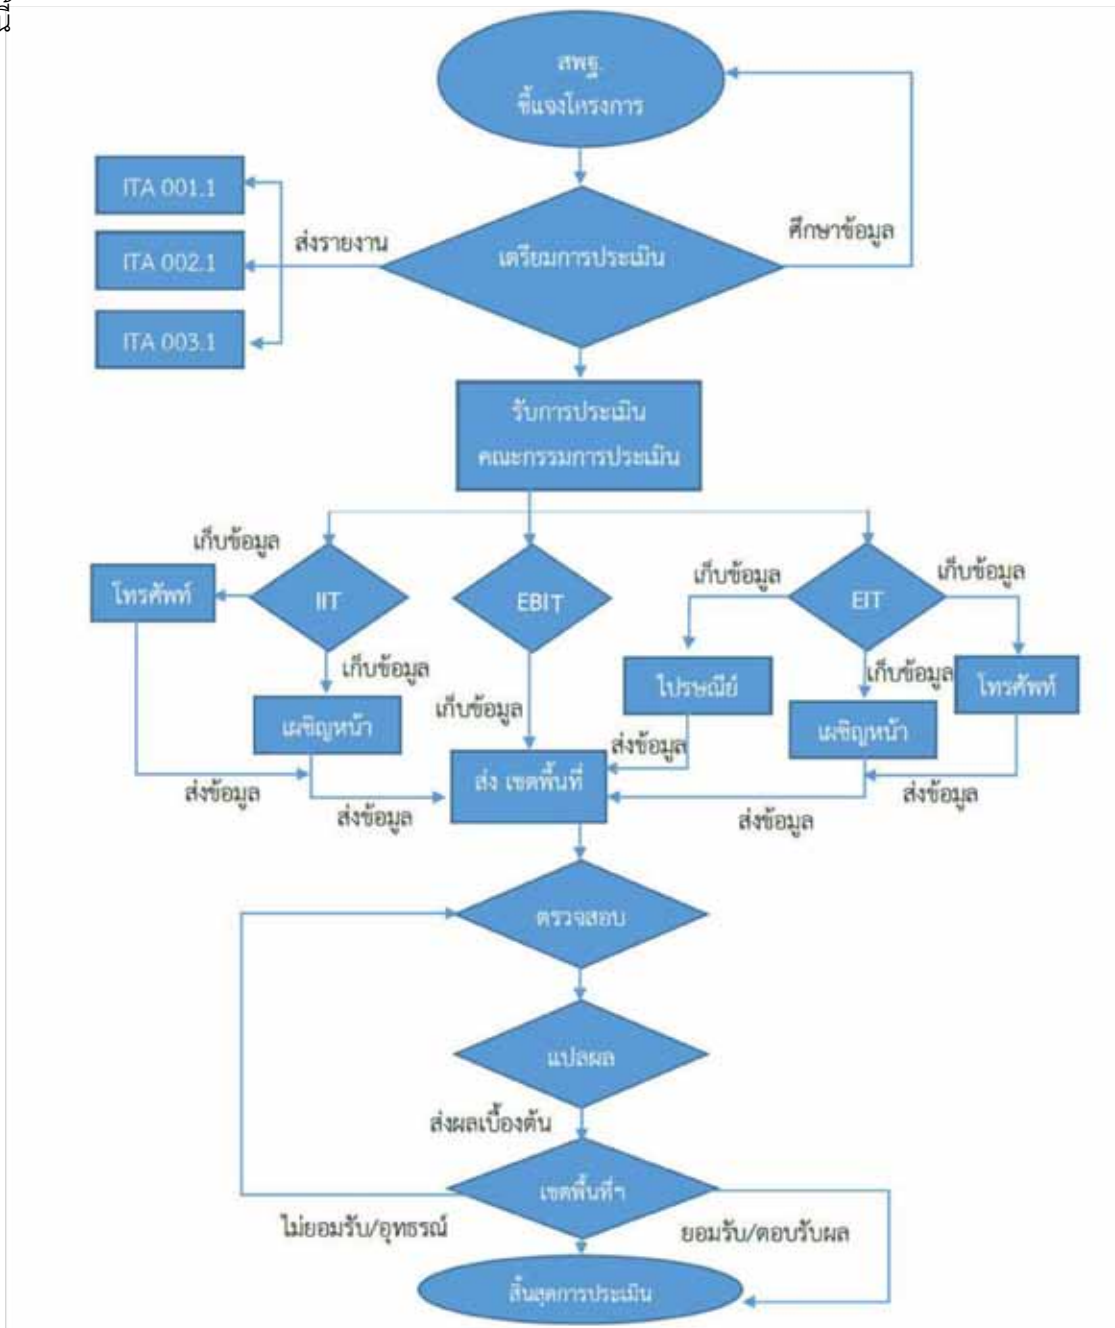 นี้
สพฐ.
ชี้แจงโครงการ
ITA 001.1
ศึกษาข้อมูล
ส่งรายงาน
เตรียมการประเมิน
ITA 002.1
ITA 003.1
รับการประเมิน
คณะกรรมการประเมิน
เก็บข้อมูล
เก็บข้อมูล
เก็บข้อมูล
โทรศัพท์
IIT
EBIT
EIT
เก็บข้อมูล
เก็บข้อมูล
ไปรษณีย์
โทรศัพท์
เก็บข้อมูล
เผชิญหน้า
เผชิญหน้า
ส่งข้อมูล
ส่ง เขตพื้นที่
ส่งข้อมูล
ส่งข้อมูล
ส่งข้อมูล
ส่งข้อมูล
ตรวจสอบ
แปลผล
ส่งผลเบื้องต้น
เขตพื้นที่ฯ
ไม่ยอมรับ/อุทธรณ์
ยอมรับ/ตอบรับผล
สิ้นสุดการประเมิน